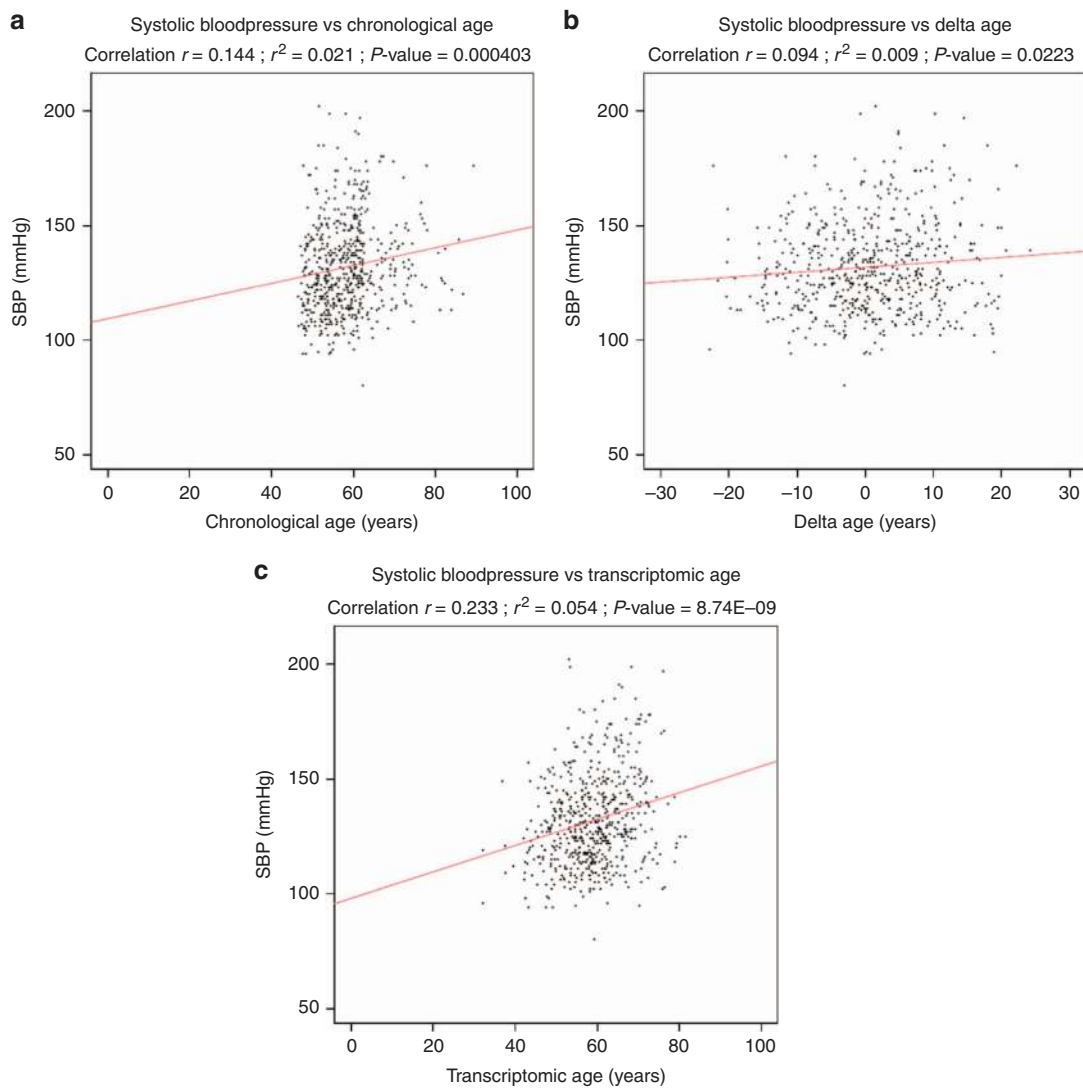 a
Systolic bloodpressure vs chronological age
Correlation r = 0.144 ; r² = 0.021 ; P-value = 0.000403
200
150
100
50
SBP (mmHg)
0 20 40 60 80 100
Chronological age (years)
b
Systolic bloodpressure vs delta age
Correlation r = 0.094 ; r² = 0.009 ; P-value = 0.0223
200
150
100
50
SBP (mmHg)
−30 −20 −10 0 10 20 30
Delta age (years)
c
Systolic bloodpressure vs transcriptomic age
Correlation r = 0.233 ; r² = 0.054 ; P-value = 8.74E−09
200
150
100
50
SBP (mmHg)
0 20 40 60 80 100
Transcriptomic age (years)